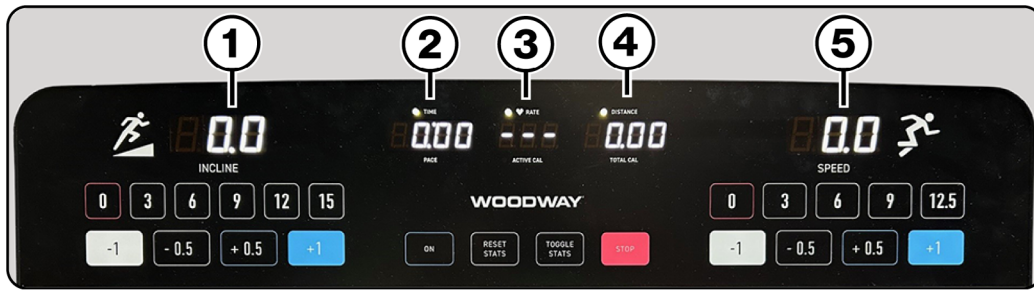 1 2 3 4 5
TIME ♥ RATE DISTANCE
0.0 0.00 --- 0.00 0.0
PACE ACTIVE CAL TOTAL CAL
INCLINE SPEED
0 3 6 9 12 15
WOODWAY
0 3 6 9 12.5
-1 - 0.5 + 0.5 +1
ON RESET STATS TOGGLE STATS STOP
-1 - 0.5 + 0.5 +1